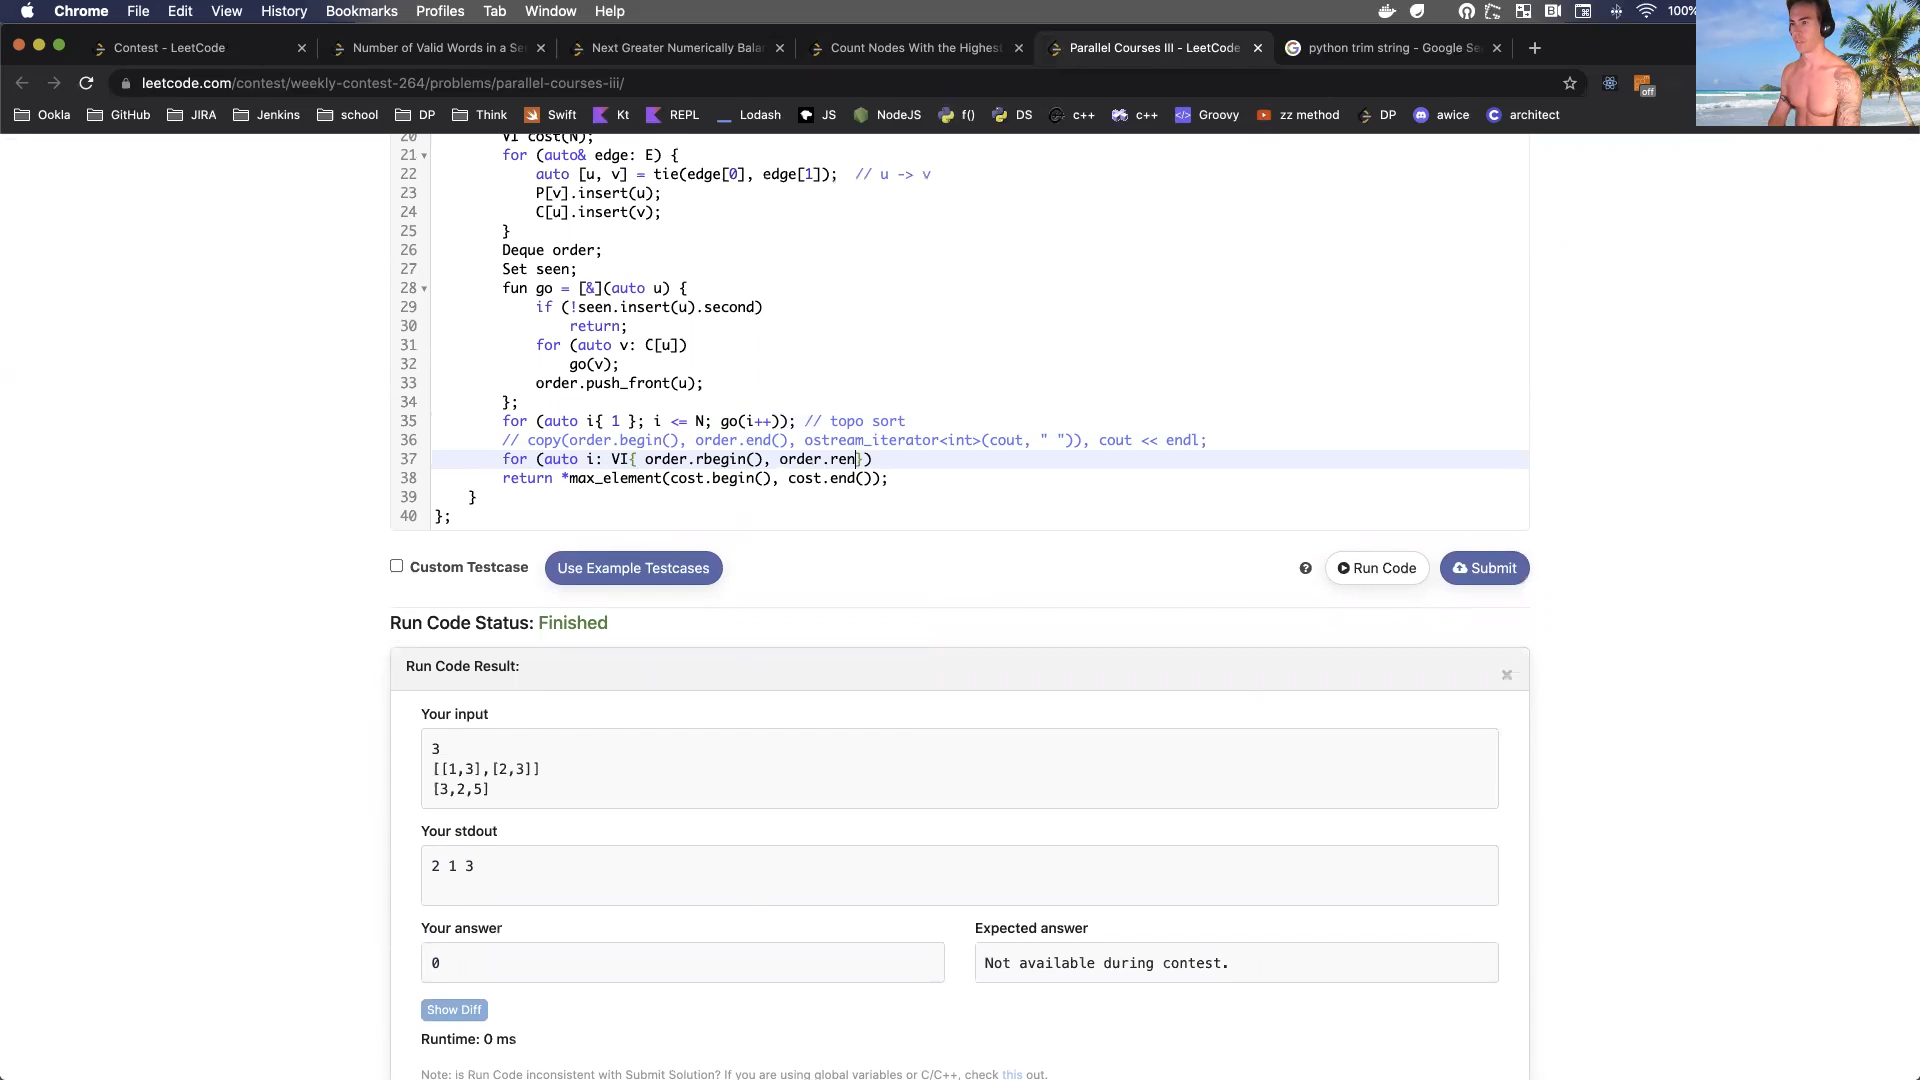 Chrome File Edit View History Bookmarks Profiles Tab Window Help 100%
Contest - LeetCode
Number of Valid Words in a Se
Next Greater Numerically Bala
Count Nodes With the Highest
Parallel Courses III - LeetCode
python trim string - Google Se
leetcode.com/contest/weekly-contest-264/problems/parallel-courses-iii/
off
Ookla GitHub JIRA Jenkins school DP Think Swift Kt REPL Lodash JS NodeJS f() DS c++ c++ Groovy zz method DP awice architect
20 VI cost(N);
21 for (auto& edge: E) {
22 auto [u, v] = tie(edge[0], edge[1]); // u -> v
23 P[v].insert(u);
24 C[u].insert(v);
25 }
26 Deque order;
27 Set seen;
28 fun go = [&](auto u) {
29 if (!seen.insert(u).second)
30 return;
31 for (auto v: C[u])
32 go(v);
33 order.push_front(u);
34 };
35 for (auto i{ 1 }; i <= N; go(i++)); // topo sort
36 // copy(order.begin(), order.end(), ostream_iterator<int>(cout, " ")), cout << endl;
37 for (auto i: VI{ order.rbegin(), order.ren})
38 return *max_element(cost.begin(), cost.end());
39 }
40 };
Custom Testcase Use Example Testcases Run Code Submit
Run Code Status: Finished
Run Code Result:
Your input
3
[[1,3],[2,3]]
[3,2,5]
Your stdout
2 1 3
Your answer Expected answer
0 Not available during contest.
Show Diff
Runtime: 0 ms
Note: is Run Code inconsistent with Submit Solution? If you are using global variables or C/C++, check this out.